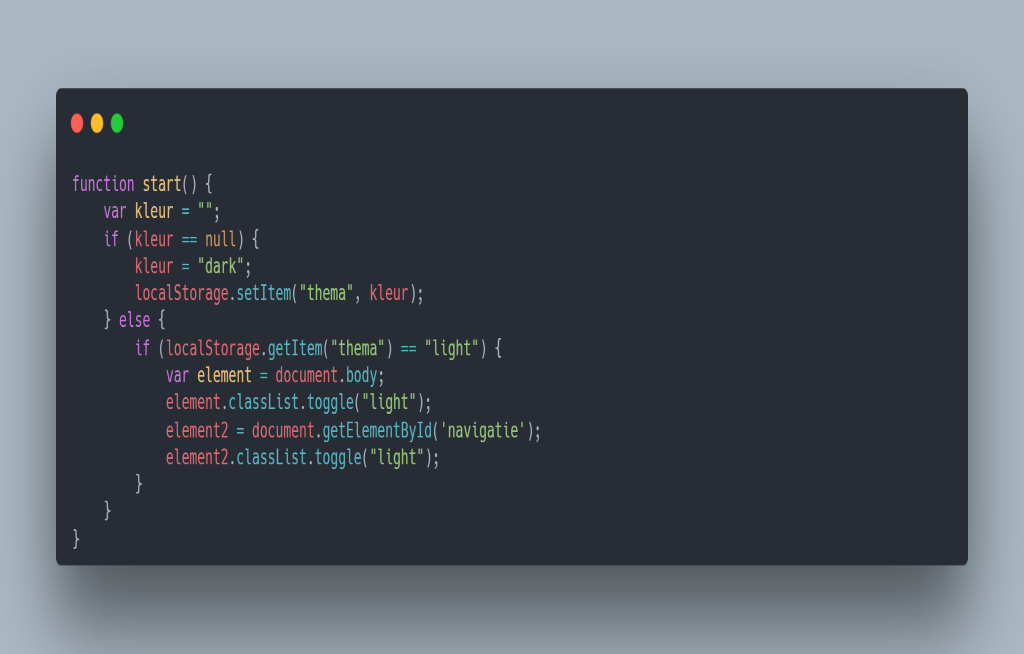 function start() {
    var kleur = "";
    if (kleur == null) {
        kleur = "dark";
        localStorage.setItem("thema", kleur);
    } else {
        if (localStorage.getItem("thema") == "light") {
            var element = document.body;
            element.classList.toggle("light");
            element2 = document.getElementById('navigatie');
            element2.classList.toggle("light");
        }
    }
}